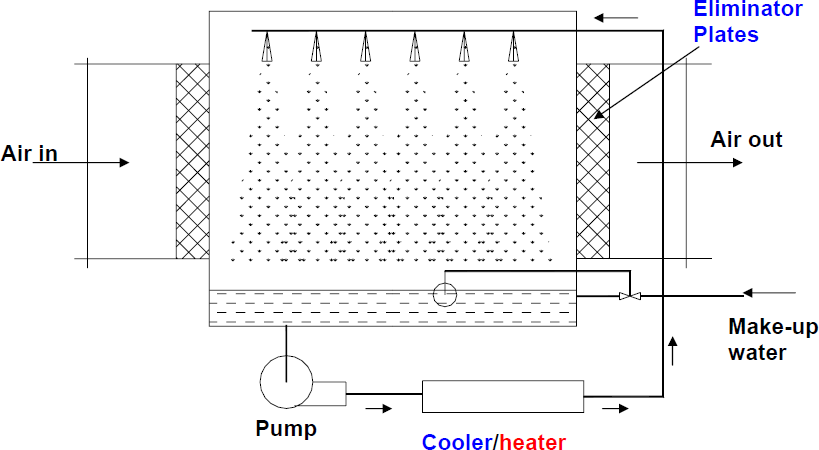 Eliminator
Plates
Air in
Air out
Make-up
water
Pump
Cooler/heater